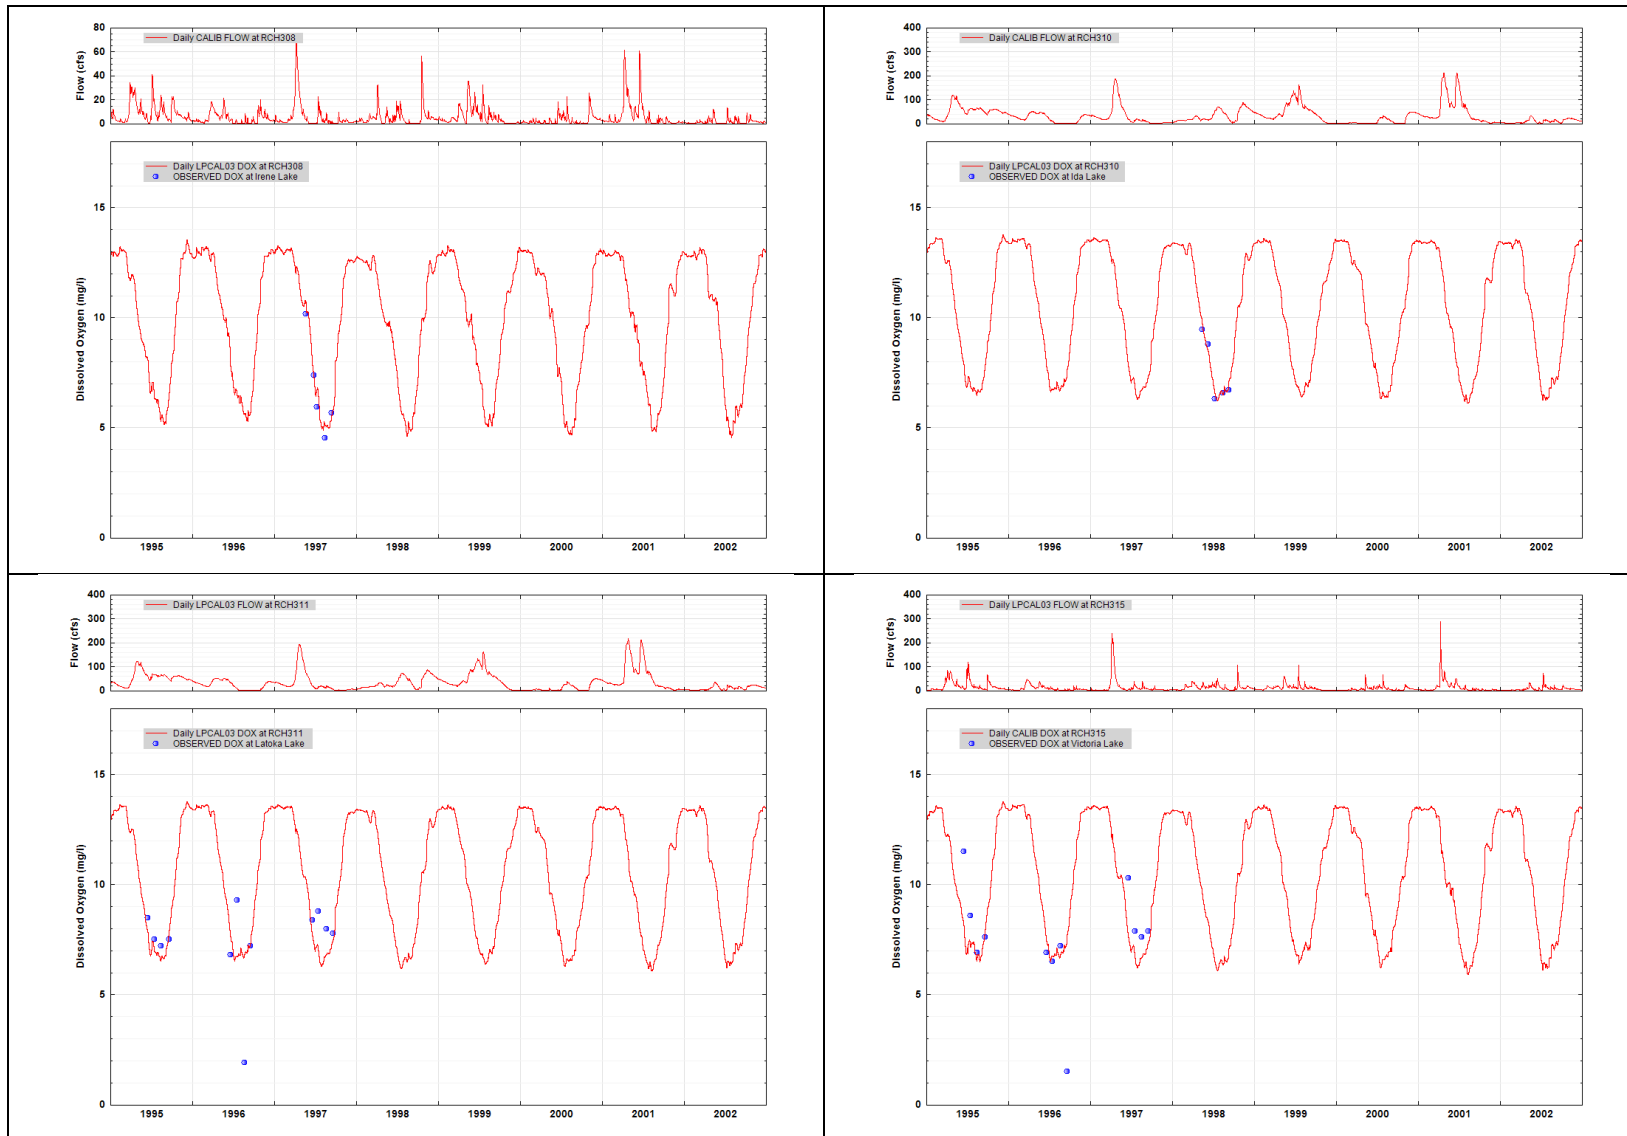 80
60
40
20
0
Flow (cfs)
Daily CALIB FLOW at RCH308
15
10
5
0
Dissolved Oxygen (mg/l)
Daily LPCAL03 DOX at RCH308
OBSERVED DOX at Irene Lake
1995 1996 1997 1998 1999 2000 2001 2002
400
300
200
100
0
Flow (cfs)
Daily CALIB FLOW at RCH310
15
10
5
0
Dissolved Oxygen (mg/l)
Daily LPCAL03 DOX at RCH310
OBSERVED DOX at Ida Lake
1995 1996 1997 1998 1999 2000 2001 2002
400
300
200
100
0
Flow (cfs)
Daily LPCAL03 FLOW at RCH311
15
10
5
0
Dissolved Oxygen (mg/l)
Daily LPCAL03 DOX at RCH311
OBSERVED DOX at Latoka Lake
1995 1996 1997 1998 1999 2000 2001 2002
400
300
200
100
0
Flow (cfs)
Daily LPCAL03 FLOW at RCH315
15
10
5
0
Dissolved Oxygen (mg/l)
Daily CALIB DOX at RCH315
OBSERVED DOX at Victoria Lake
1995 1996 1997 1998 1999 2000 2001 2002